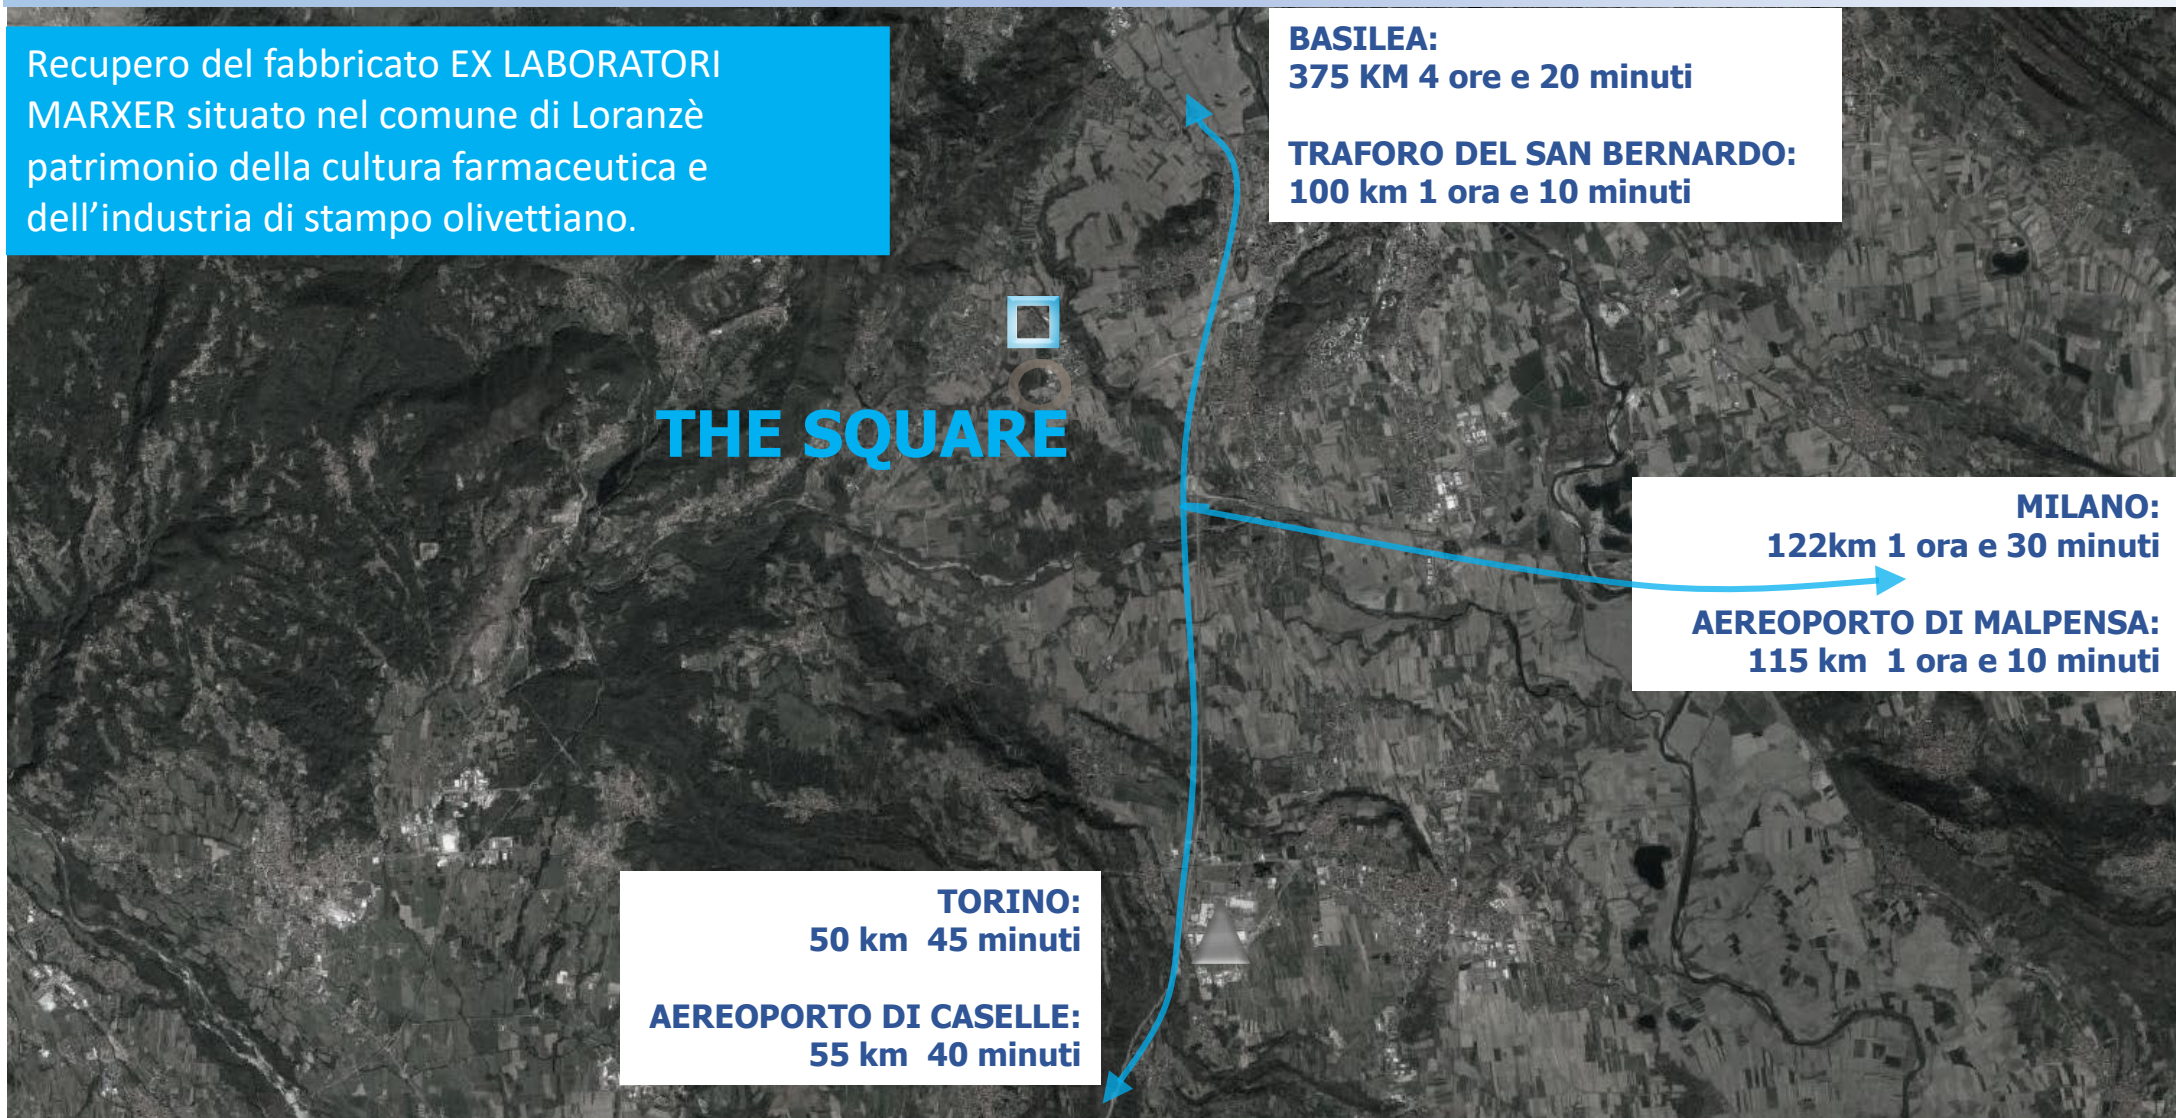 Recupero del fabbricato EX LABORATORI
MARXER situato nel comune di Loranzè
patrimonio della cultura farmaceutica e
dell’industria di stampo olivettiano.
BASILEA:
375 KM 4 ore e 20 minuti
TRAFORO DEL SAN BERNARDO:
100 km 1 ora e 10 minuti
THE SQUARE
MILANO:
122km 1 ora e 30 minuti
AEREOPORTO DI MALPENSA:
115 km 1 ora e 10 minuti
TORINO:
50 km 45 minuti
AEREOPORTO DI CASELLE:
55 km 40 minuti